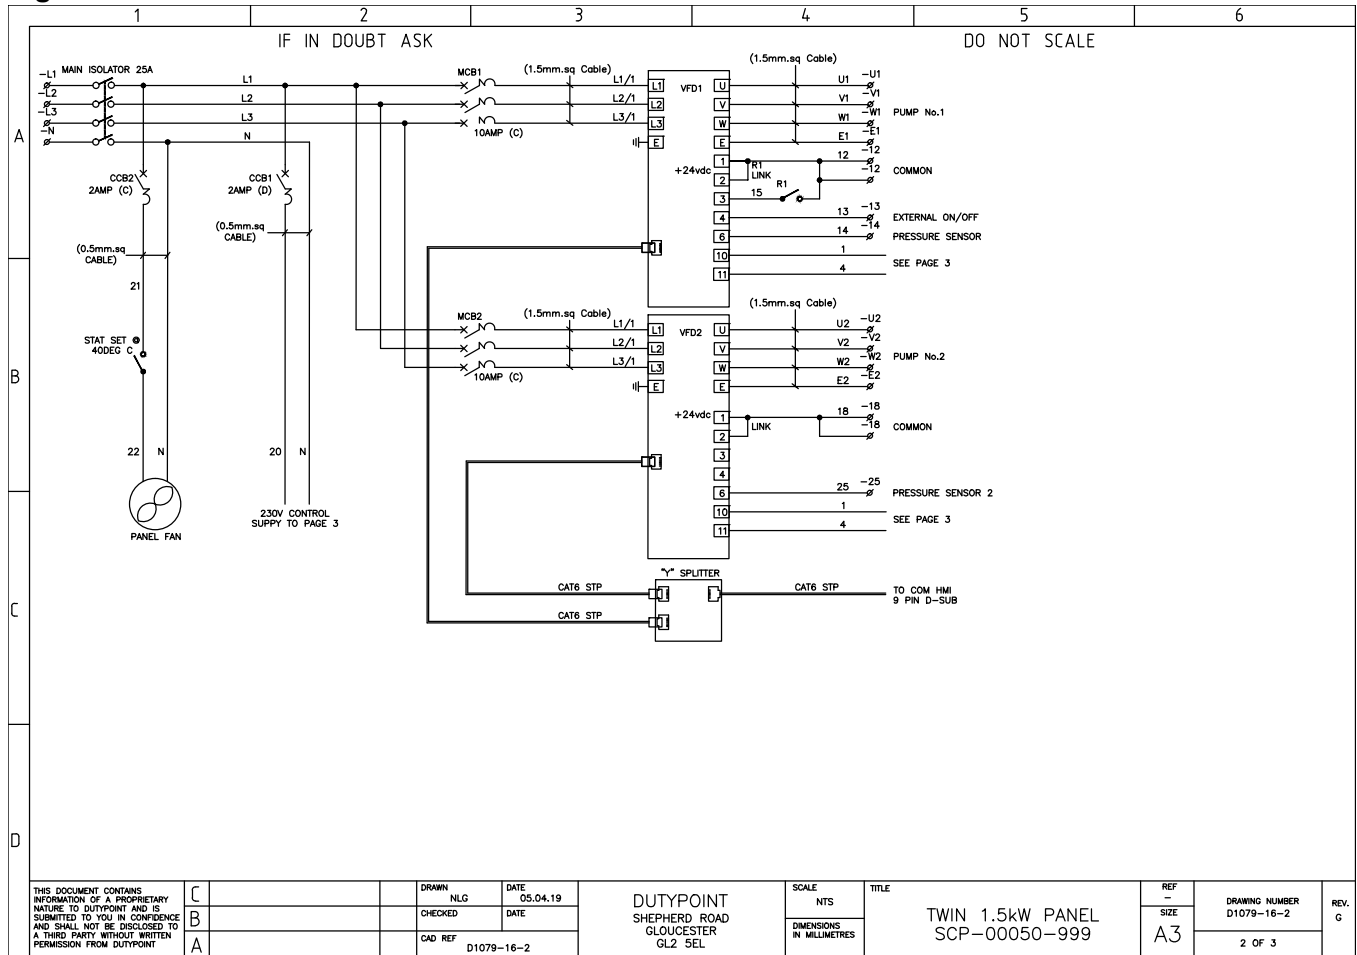 1 2 3 4 5 6
IF IN DOUBT ASK
DO NOT SCALE
A
B
C
D
MAIN ISOLATOR 25A
-L1
-L2
-L3
-N
L1
L2
L3
N
MCB1
10AMP (C)
(1.5mm.sq Cable)
L1/1
L2/1
L3/1
L1
L2
L3
E
VFD1
+24vdc
U
V
W
E
1
2
3
4
6
10
11
(1.5mm.sq Cable)
U1 -U1
V1 -V1
W1 -W1
E1 -E1
PUMP No.1
R1
LINK
12 -12
-12
COMMON
15
R1
13 -13
EXTERNAL ON/OFF
14 -14
PRESSURE SENSOR
1
4
SEE PAGE 3
CCB2
2AMP (C)
CCB1
2AMP (D)
(0.5mm.sq
CABLE)
(0.5mm.sq
CABLE)
21
STAT SET
40DEG C
22 N
PANEL FAN
20 N
230V CONTROL
SUPPY TO PAGE 3
MCB2
10AMP (C)
(1.5mm.sq Cable)
L1/1
L2/1
L3/1
L1
L2
L3
E
VFD2
+24vdc
U
V
W
E
1
2
3
4
6
10
11
(1.5mm.sq Cable)
U2 -U2
V2 -V2
W2 -W2
E2 -E2
PUMP No.2
LINK
18 -18
-18
COMMON
25 -25
PRESSURE SENSOR 2
1
4
SEE PAGE 3
"Y" SPLITTER
CAT6 STP
CAT6 STP
CAT6 STP
TO COM HMI
9 PIN D-SUB
THIS DOCUMENT CONTAINS
INFORMATION OF A PROPRIETARY
NATURE TO DUTYPOINT AND IS
SUBMITTED TO YOU IN CONFIDENCE
AND SHALL NOT BE DISCLOSED TO
A THIRD PARTY WITHOUT WRITTEN
PERMISSION FROM DUTYPOINT
C
B
A
DRAWN
NLG
DATE
05.04.19
CHECKED
DATE
CAD REF
D1079-16-2
DUTYPOINT
SHEPHERD ROAD
GLOUCESTER
GL2 5EL
SCALE
NTS
DIMENSIONS
IN MILLIMETRES
TITLE
TWIN 1.5kW PANEL
SCP-00050-999
REF
-
SIZE
A3
DRAWING NUMBER
D1079-16-2
2 OF 3
REV.
G